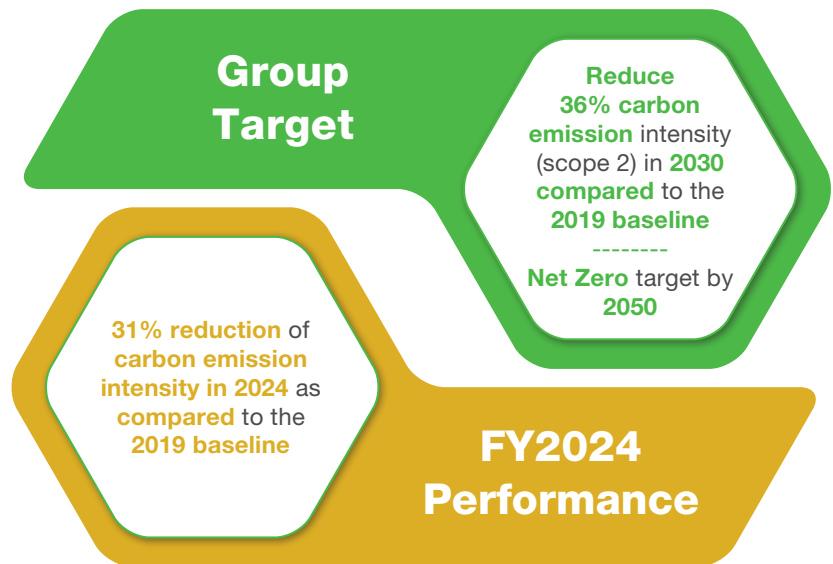 Group
Target
Reduce
36% carbon
emission intensity
(scope 2) in 2030
compared to the
2019 baseline
--------
Net Zero target by
2050
31% reduction of
carbon emission
intensity in 2024 as
compared to the
2019 baseline
FY2024
Performance